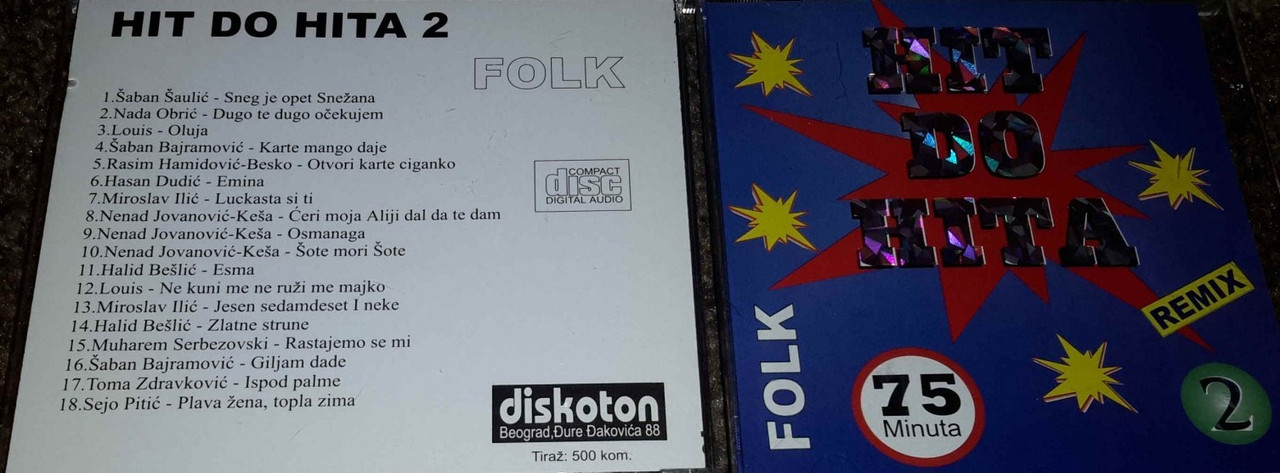 HIT DO HITA 2
FOLK
1.Šaban Šaulić - Sneg je opet Snežana
2.Nada Obrić - Dugo te dugo očekujem
3.Louis - Oluja
4.Šaban Bajramović - Karte mango daje
5.Rasim Hamidović-Besko - Otvori karte ciganko
6.Hasan Dudić - Emina
7.Miroslav Ilić - Luckasta si ti
8.Nenad Jovanović-Keša - Ćeri moja Aliji dal da te dam
9.Nenad Jovanović-Keša - Osmanaga
10.Nenad Jovanović-Keša - Šote mori Šote
11.Halid Bešlić - Esma
12.Louis - Ne kuni me ne ruži me majko
13.Miroslav Ilić - Jesen sedamdeset I neke
14.Halid Bešlić - Zlatne strune
15.Muharem Serbezovski - Rastajemo se mi
16.Šaban Bajramović - Giljam dade
17.Toma Zdravković - Ispod palme
18.Sejo Pitić - Plava žena, topla zima
COMPACT
disc
DIGITAL AUDIO
diskoton
Beograd,Đure Đakovića 88
Tiraž: 500 kom.
HIT
DO
HITA
REMIX
FOLK
75
Minuta
2